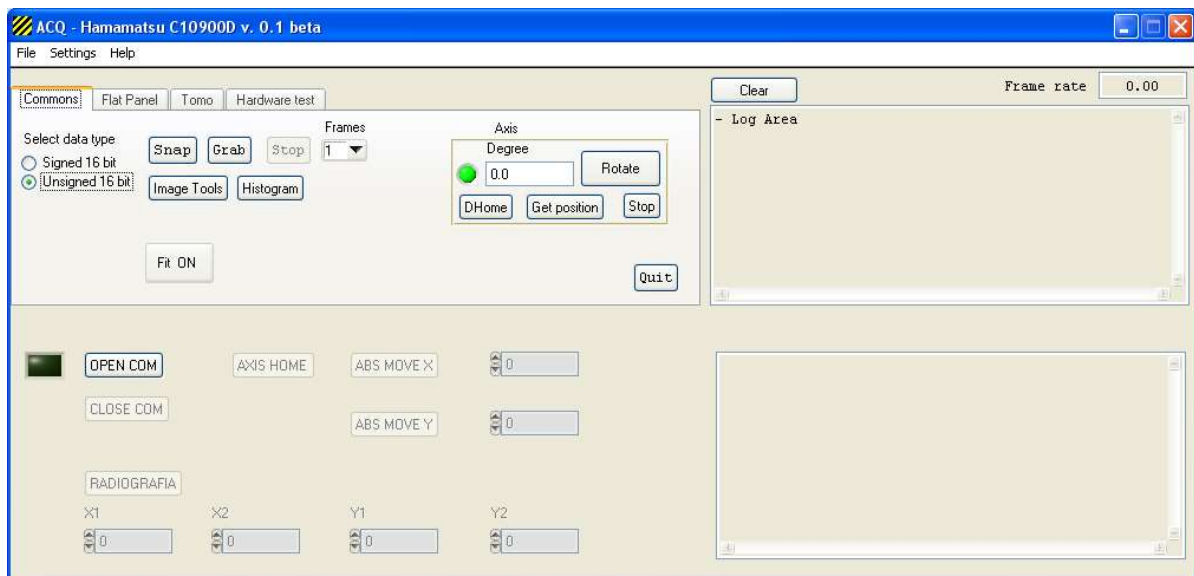 ACQ - Hamamatsu C10900D v. 0.1 beta
File Settings Help
Commons Flat Panel Tomo Hardware test
Select data type
Signed 16 bit
Unsigned 16 bit
Snap Grab Stop
Frames
1
Image Tools Histogram
Fit ON
Axis
Degree
0.0
Rotate
DHome Get position Stop
Quit
Clear
Frame rate 0.00
- Log Area
OPEN COM AXIS HOME ABS MOVE X 0
CLOSE COM ABS MOVE Y 0
RADIOGRAFIA
X1 X2 Y1 Y2
0 0 0 0